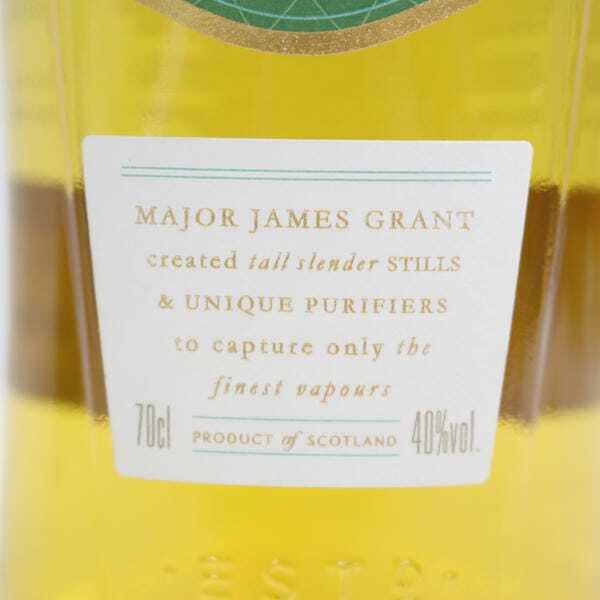 MAJOR JAMES GRANT
created tall slender STILLS
& UNIQUE PURIFIERS
to capture only the
finest vapours
70cl PRODUCT of SCOTLAND 40%vol.
ESTD